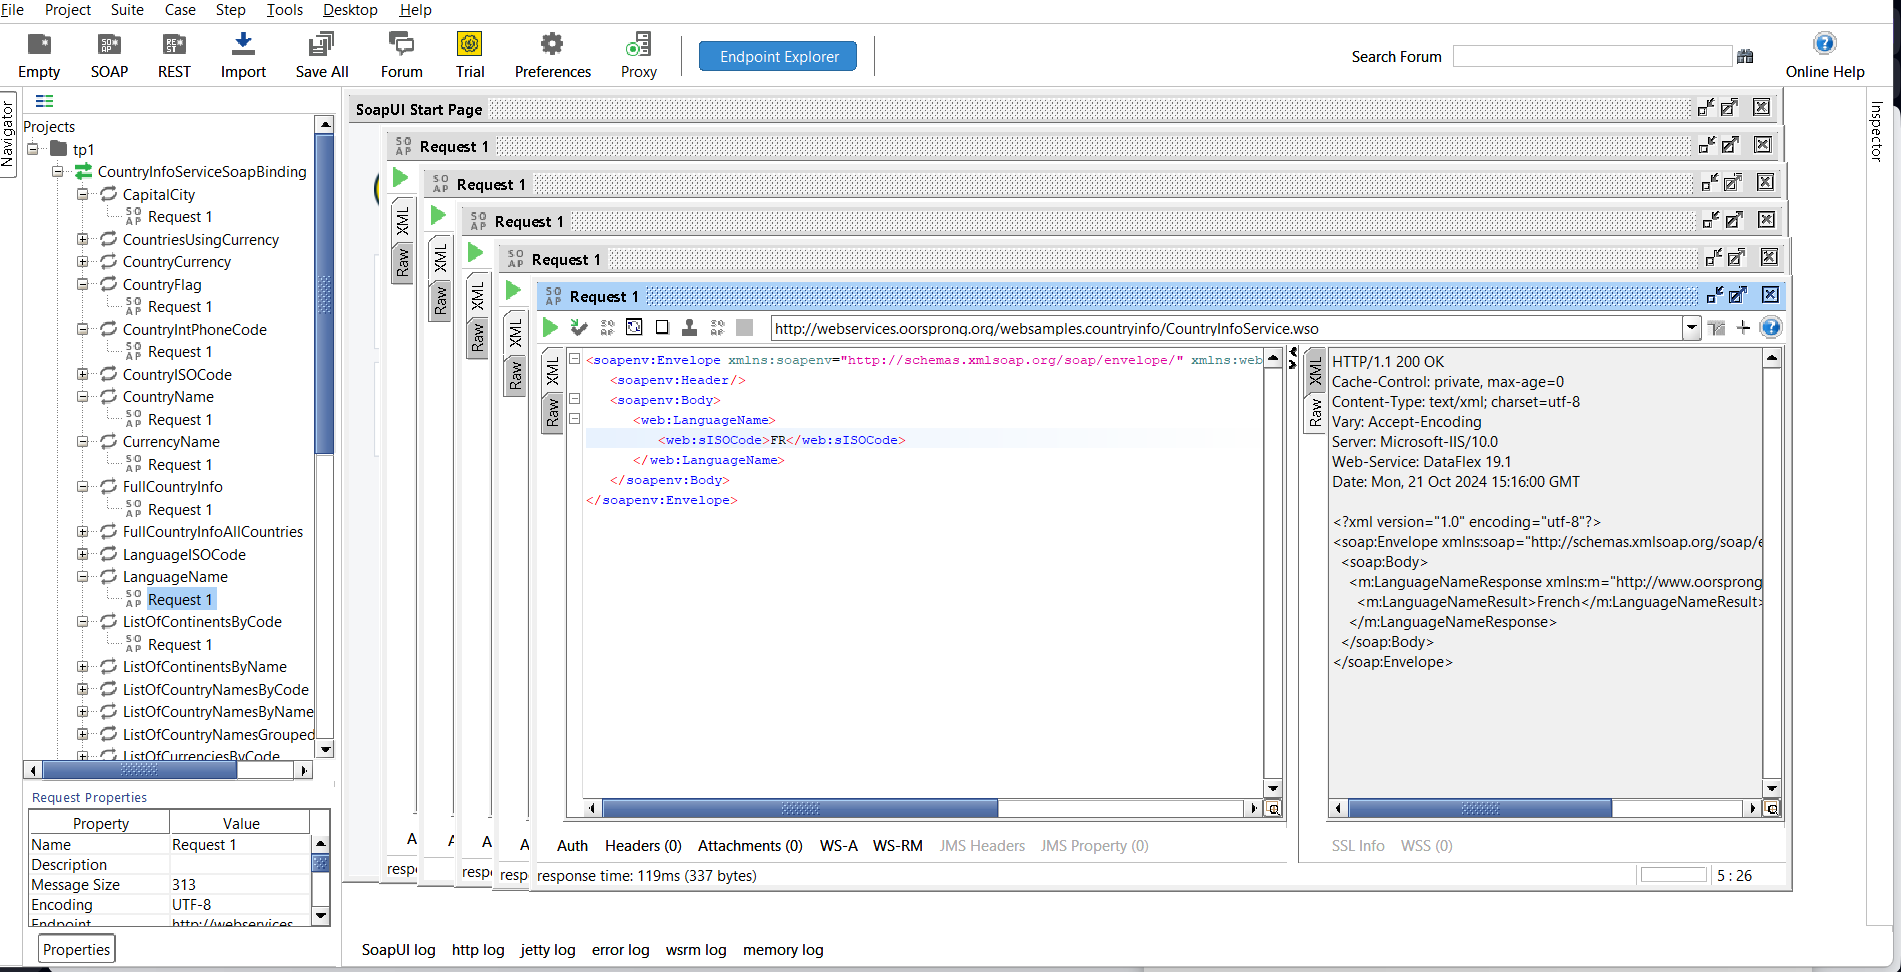 File Project Suite Case Step Tools Desktop Help
Empty SOAP REST Import Save All Forum Trial Preferences Proxy Endpoint Explorer Search Forum Online Help
Navigator
Inspector
Projects
tp1
CountryInfoServiceSoapBinding
CapitalCity
Request 1
CountriesUsingCurrency
CountryCurrency
CountryFlag
Request 1
CountryIntPhoneCode
Request 1
CountryISOCode
CountryName
Request 1
CurrencyName
Request 1
FullCountryInfo
Request 1
FullCountryInfoAllCountries
LanguageISOCode
LanguageName
Request 1
ListOfContinentsByCode
Request 1
ListOfContinentsByName
ListOfCountryNamesByCode
ListOfCountryNamesByName
ListOfCountryNamesGrouped
ListOfCurrenciesByCode
Request Properties
Property Value
Name Request 1
Description
Message Size 313
Encoding UTF-8
Endpoint http://webservices
Properties
SoapUI Start Page
Request 1
Request 1
Request 1
Request 1
Request 1
XML
Raw
XML
Raw
XML
Raw
XML
Raw
http://webservices.oorsprong.org/websamples.countryinfo/CountryInfoService.wso
XML
Raw
<soapenv:Envelope xmlns:soapenv="http://schemas.xmlsoap.org/soap/envelope/" xmlns:web
<soapenv:Header/>
<soapenv:Body>
<web:LanguageName>
<web:sISOCode>FR</web:sISOCode>
</web:LanguageName>
</soapenv:Body>
</soapenv:Envelope>
XML
Raw
HTTP/1.1 200 OK
Cache-Control: private, max-age=0
Content-Type: text/xml; charset=utf-8
Vary: Accept-Encoding
Server: Microsoft-IIS/10.0
Web-Service: DataFlex 19.1
Date: Mon, 21 Oct 2024 15:16:00 GMT
<?xml version="1.0" encoding="utf-8"?>
<soap:Envelope xmlns:soap="http://schemas.xmlsoap.org/soap/e
<soap:Body>
<m:LanguageNameResponse xmlns:m="http://www.oorsprong
<m:LanguageNameResult>French</m:LanguageNameResult>
</m:LanguageNameResponse>
</soap:Body>
</soap:Envelope>
A A A A Auth Headers (0) Attachments (0) WS-A WS-RM JMS Headers JMS Property (0) SSL Info WSS (0)
resp resp resp response time: 119ms (337 bytes) 5 : 26
SoapUI log http log jetty log error log wsrm log memory log